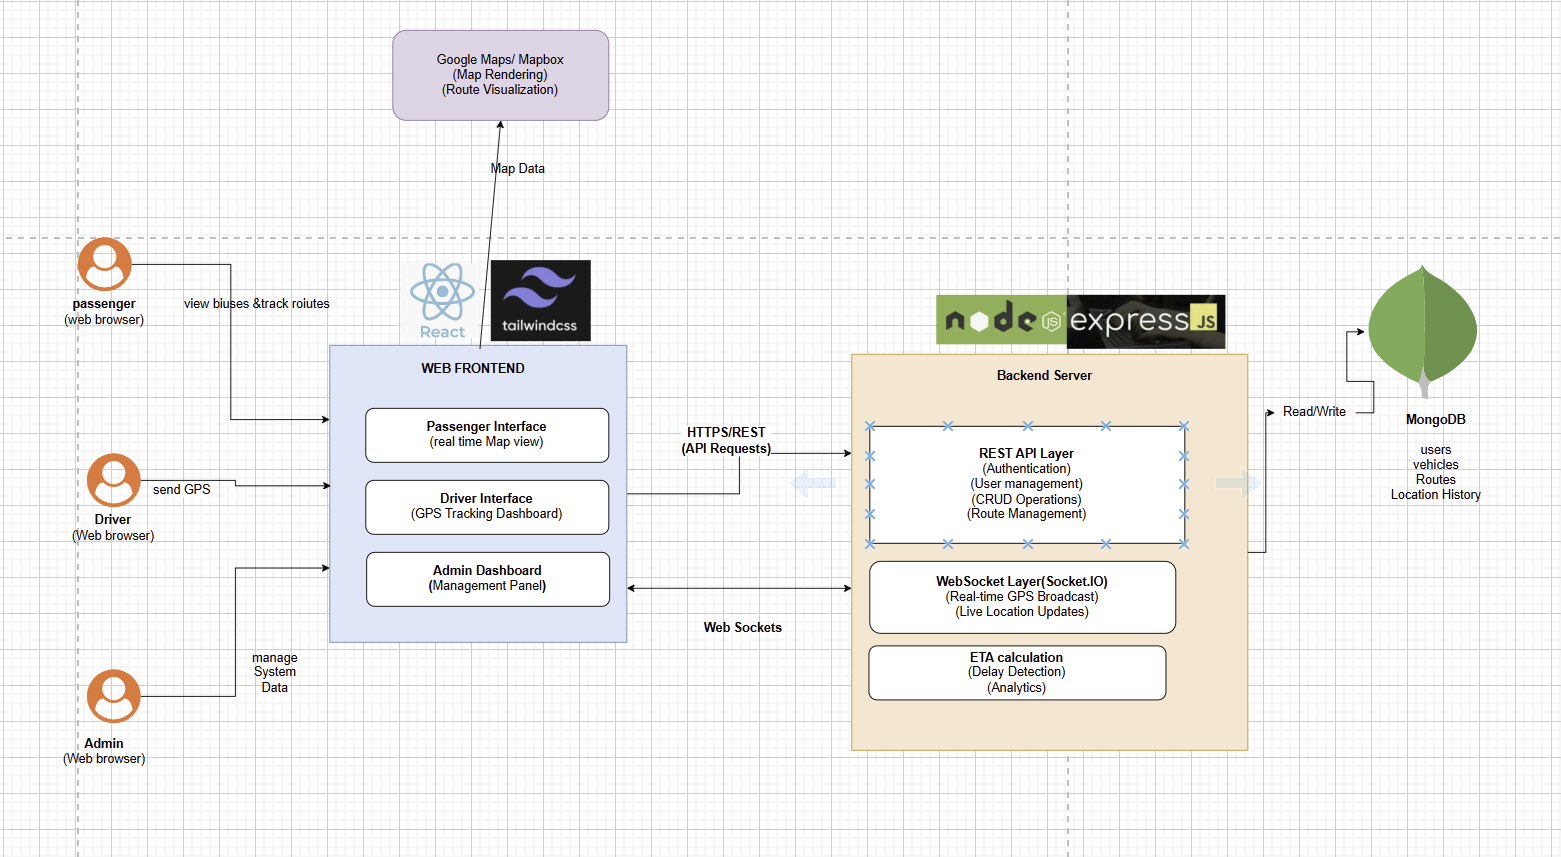 Google Maps/ Mapbox
(Map Rendering)
(Route Visualization)
Map Data
passenger
(web browser)
view biuses &track roiutes
React
tailwindcss
WEB FRONTEND
Passenger Interface
(real time Map view)
Driver Interface
(GPS Tracking Dashboard)
Admin Dashboard
(Management Panel)
Driver
(Web browser)
send GPS
Admin
(Web browser)
manage
System
Data
HTTPS/REST
(API Requests)
Web Sockets
node JS
express JS
Backend Server
REST API Layer
(Authentication)
(User management)
(CRUD Operations)
(Route Management)
WebSocket Layer(Socket.IO)
(Real-time GPS Broadcast)
(Live Location Updates)
ETA calculation
(Delay Detection)
(Analytics)
Read/Write
MongoDB
users
vehicles
Routes
Location History